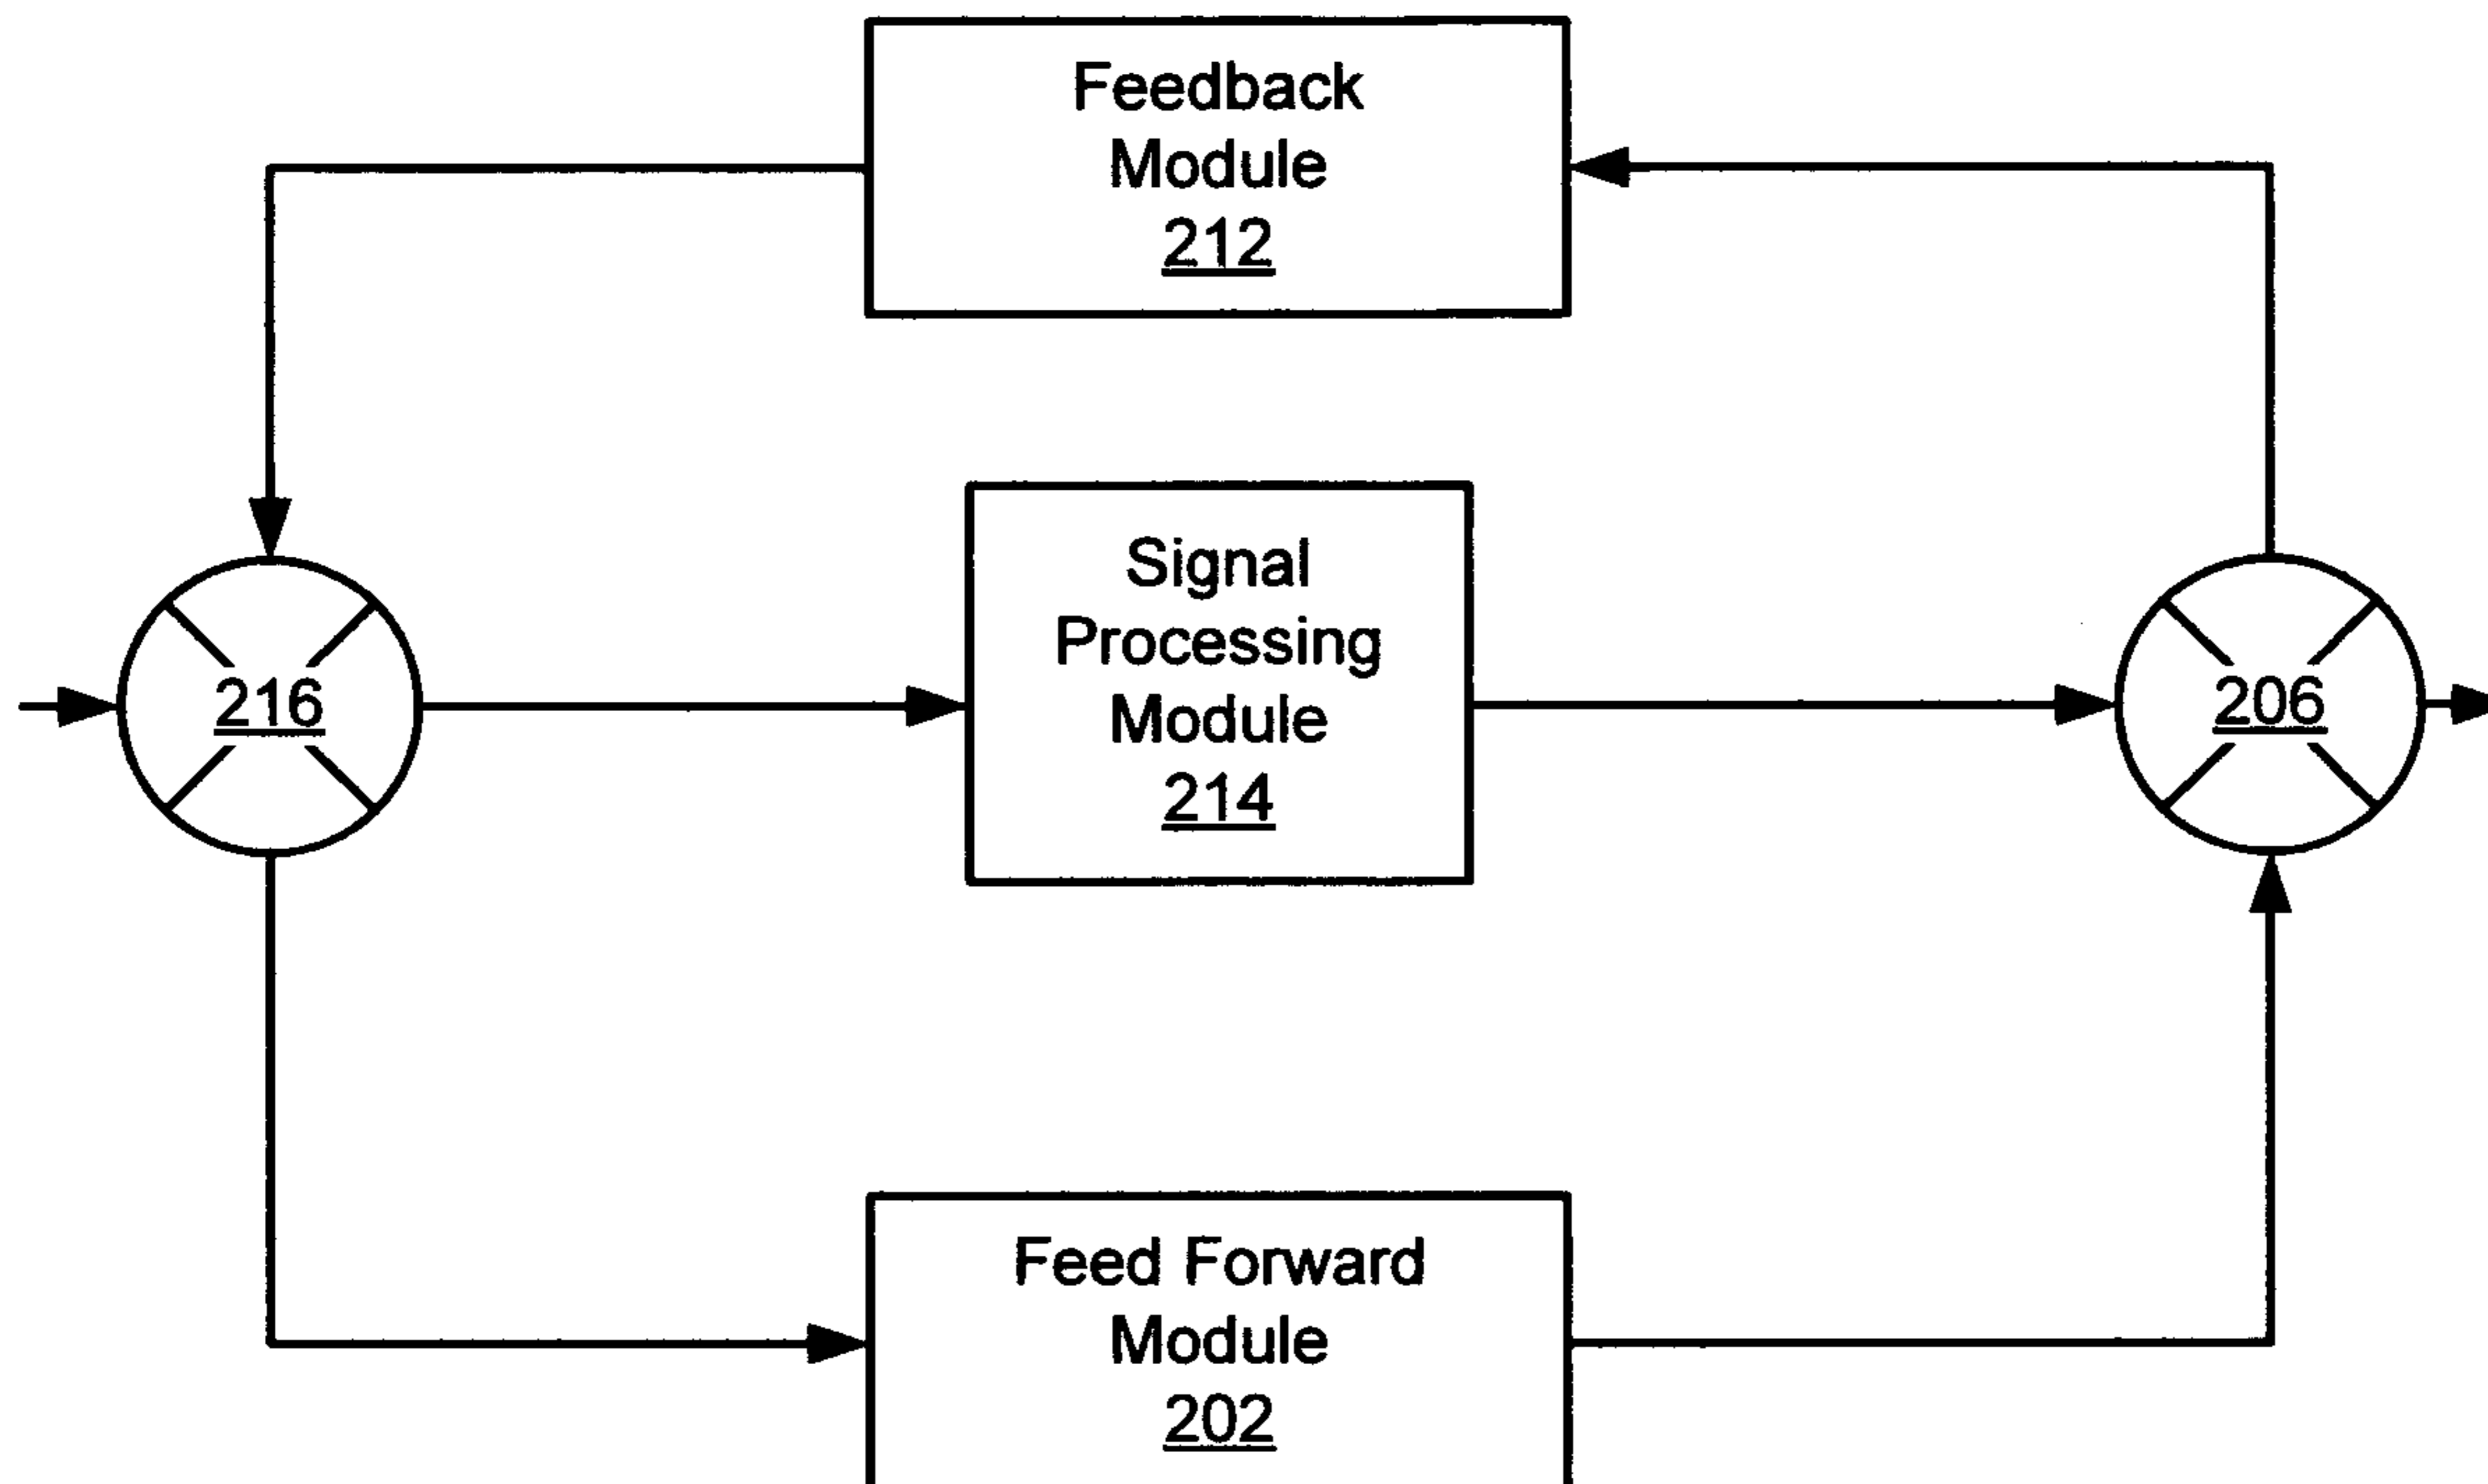 Feedback
Module
212
Signal
Processing
Module
214
216
206
Feed Forward
Module
202